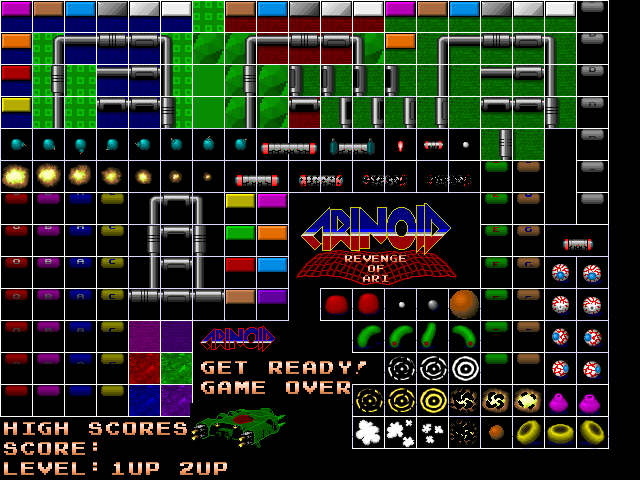 ARINOID
REVENGE
OF
ARI
ARINOID
GET READY!
GAME OVER
HIGH SCORES
SCORE:
LEVEL: 1UP 2UP